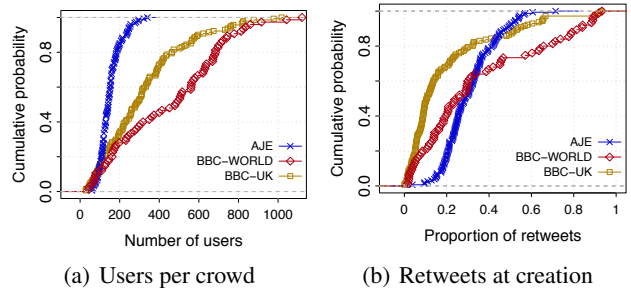 Cumulative probability
0.0 0.4 0.8
AJE
BBC−WORLD
BBC−UK
0 200 400 600 800 1000
Number of users
(a) Users per crowd
Cumulative probability
0.0 0.4 0.8
AJE
BBC−WORLD
BBC−UK
0 0.2 0.4 0.6 0.8 1
Proportion of retweets
(b) Retweets at creation